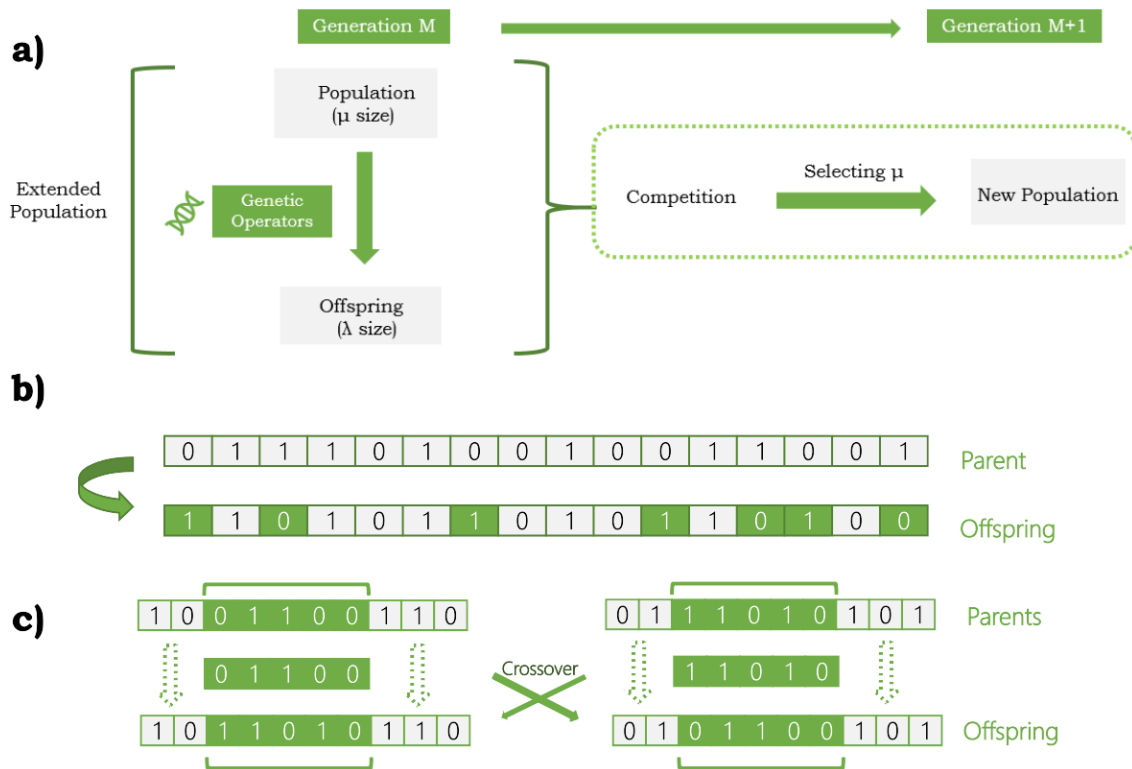 Generation M
Generation M+1
a)
Population
(μ size)
Extended
Population
Genetic
Operators
Offspring
(λ size)
Competition
Selecting μ
New Population
b)
0 1 1 1 0 1 0 0 1 0 0 1 1 0 0 1
Parent
1 1 0 1 0 1 1 0 1 0 1 1 0 1 0 0
Offspring
c)
1 0 0 1 1 0 0 1 1 0
0 1 1 1 0 1 0 1 0 1
Parents
0 1 1 0 0
Crossover
1 1 0 1 0
1 0 1 1 0 1 0 1 1 0
0 1 0 1 1 0 0 1 0 1
Offspring